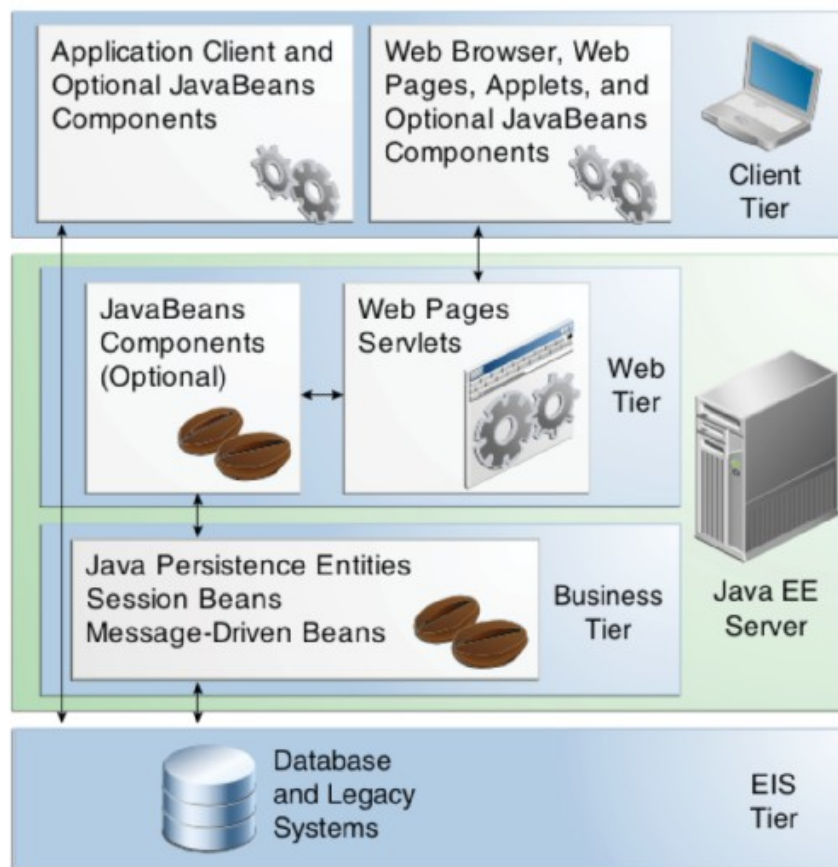 Application Client and
Optional JavaBeans
Components
Web Browser, Web
Pages, Applets, and
Optional JavaBeans
Components
Client
Tier
JavaBeans
Components
(Optional)
Web Pages
Servlets
Web
Tier
Java Persistence Entities
Session Beans
Message-Driven Beans
Business
Tier
Java EE
Server
Database
and Legacy
Systems
EIS
Tier